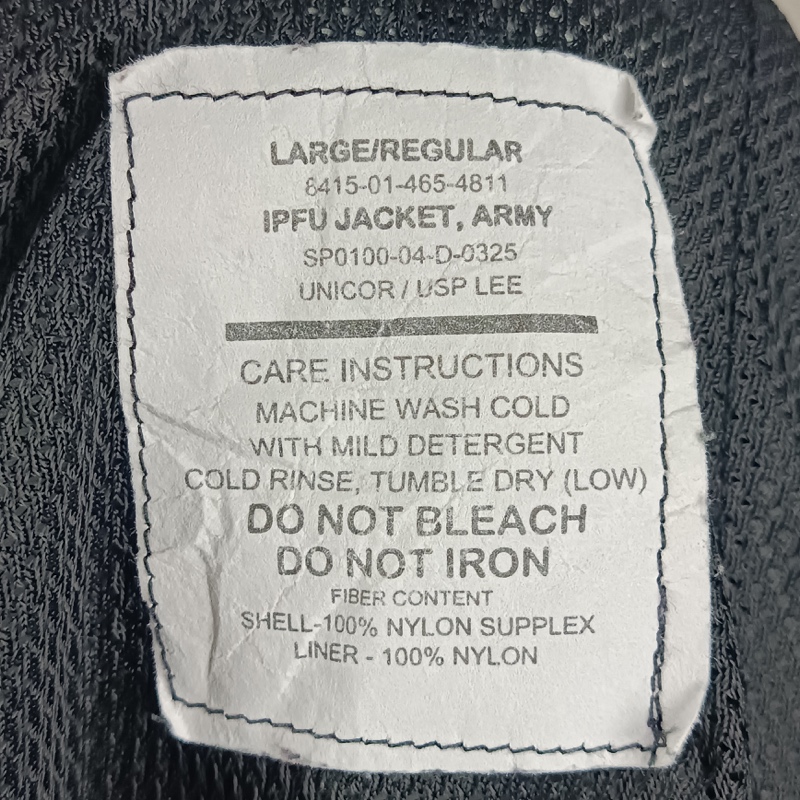 LARGE/REGULAR
8415-01-465-4811
IPFU JACKET, ARMY
SP0100-04-D-0325
UNICOR / USP LEE
CARE INSTRUCTIONS
MACHINE WASH COLD
WITH MILD DETERGENT
COLD RINSE, TUMBLE DRY (LOW)
DO NOT BLEACH
DO NOT IRON
FIBER CONTENT
SHELL-100% NYLON SUPPLEX
LINER - 100% NYLON